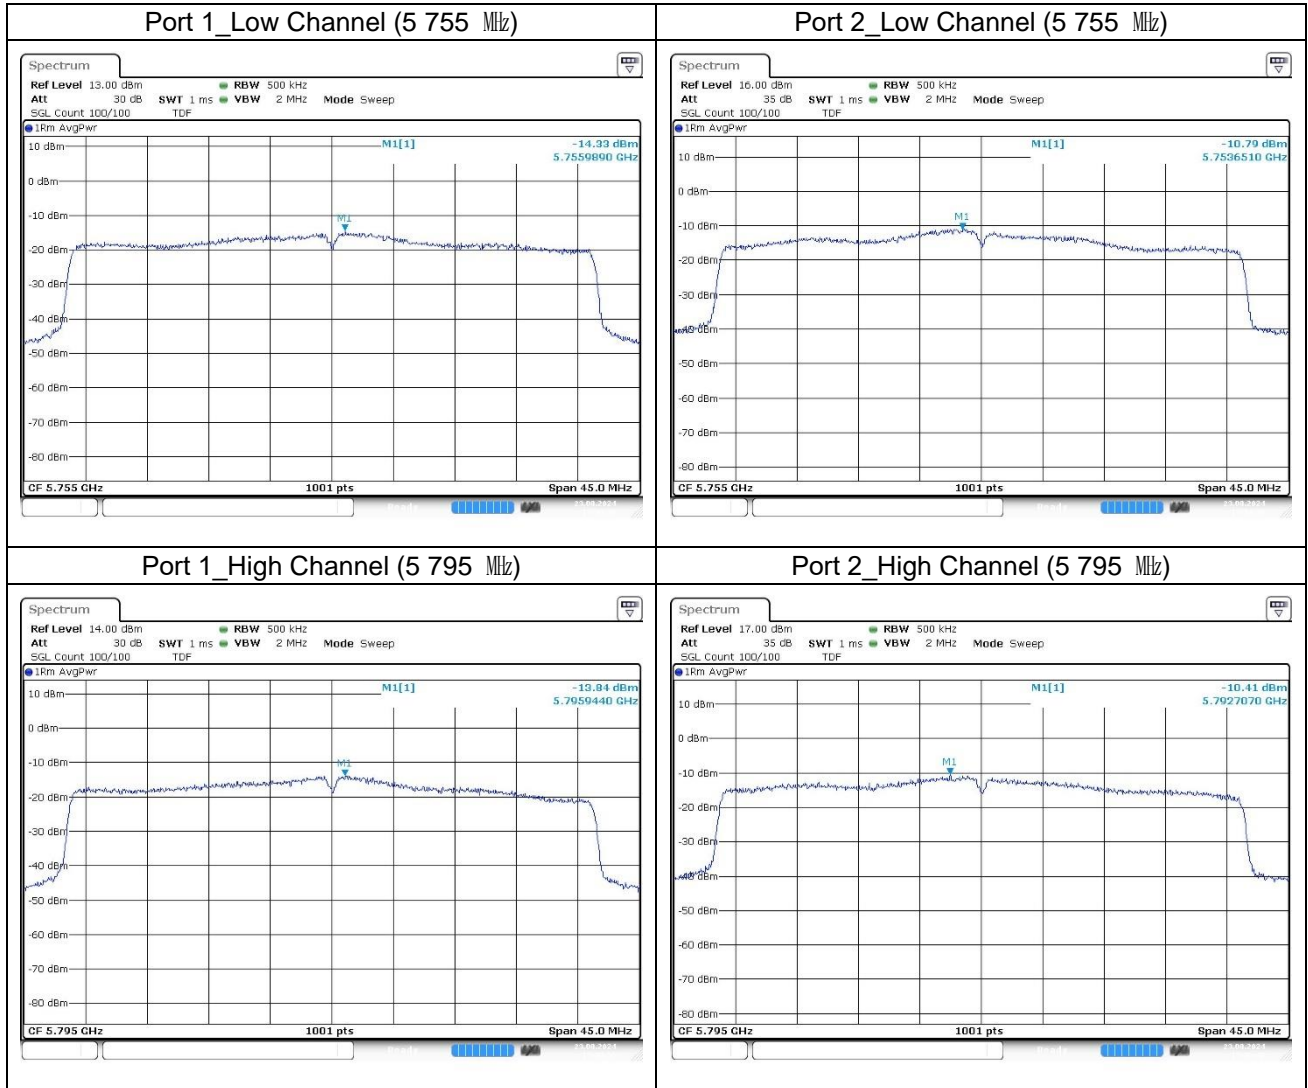 Port 1_Low Channel (5 755 ㎒)
Spectrum
Ref Level 13.00 dBm RBW 500 kHz
Att 30 dB SWT 1 ms VBW 2 MHz Mode Sweep
SGL Count 100/100 TDF
1Rm AvgPwr
M1[1] -14.33 dBm
5.7559890 GHz
10 dBm
0 dBm
-10 dBm
M1
-20 dBm
-30 dBm
-40 dBm
-50 dBm
-60 dBm
-70 dBm
-80 dBm
CF 5.755 GHz 1001 pts Span 45.0 MHz
Port 2_Low Channel (5 755 ㎒)
Spectrum
Ref Level 16.00 dBm RBW 500 kHz
Att 35 dB SWT 1 ms VBW 2 MHz Mode Sweep
SGL Count 100/100 TDF
1Rm AvgPwr
M1[1] -10.79 dBm
5.7536510 GHz
10 dBm
0 dBm
M1
-10 dBm
-20 dBm
-30 dBm
-40 dBm
-50 dBm
-60 dBm
-70 dBm
-80 dBm
CF 5.755 GHz 1001 pts Span 45.0 MHz
Port 1_High Channel (5 795 ㎒)
Spectrum
Ref Level 14.00 dBm RBW 500 kHz
Att 30 dB SWT 1 ms VBW 2 MHz Mode Sweep
SGL Count 100/100 TDF
1Rm AvgPwr
M1[1] -13.84 dBm
5.7959440 GHz
10 dBm
0 dBm
-10 dBm
M1
-20 dBm
-30 dBm
-40 dBm
-50 dBm
-60 dBm
-70 dBm
-80 dBm
CF 5.795 GHz 1001 pts Span 45.0 MHz
Port 2_High Channel (5 795 ㎒)
Spectrum
Ref Level 17.00 dBm RBW 500 kHz
Att 35 dB SWT 1 ms VBW 2 MHz Mode Sweep
SGL Count 100/100 TDF
1Rm AvgPwr
M1[1] -10.41 dBm
5.7927070 GHz
10 dBm
0 dBm
M1
-10 dBm
-20 dBm
-30 dBm
-40 dBm
-50 dBm
-60 dBm
-70 dBm
-80 dBm
CF 5.795 GHz 1001 pts Span 45.0 MHz